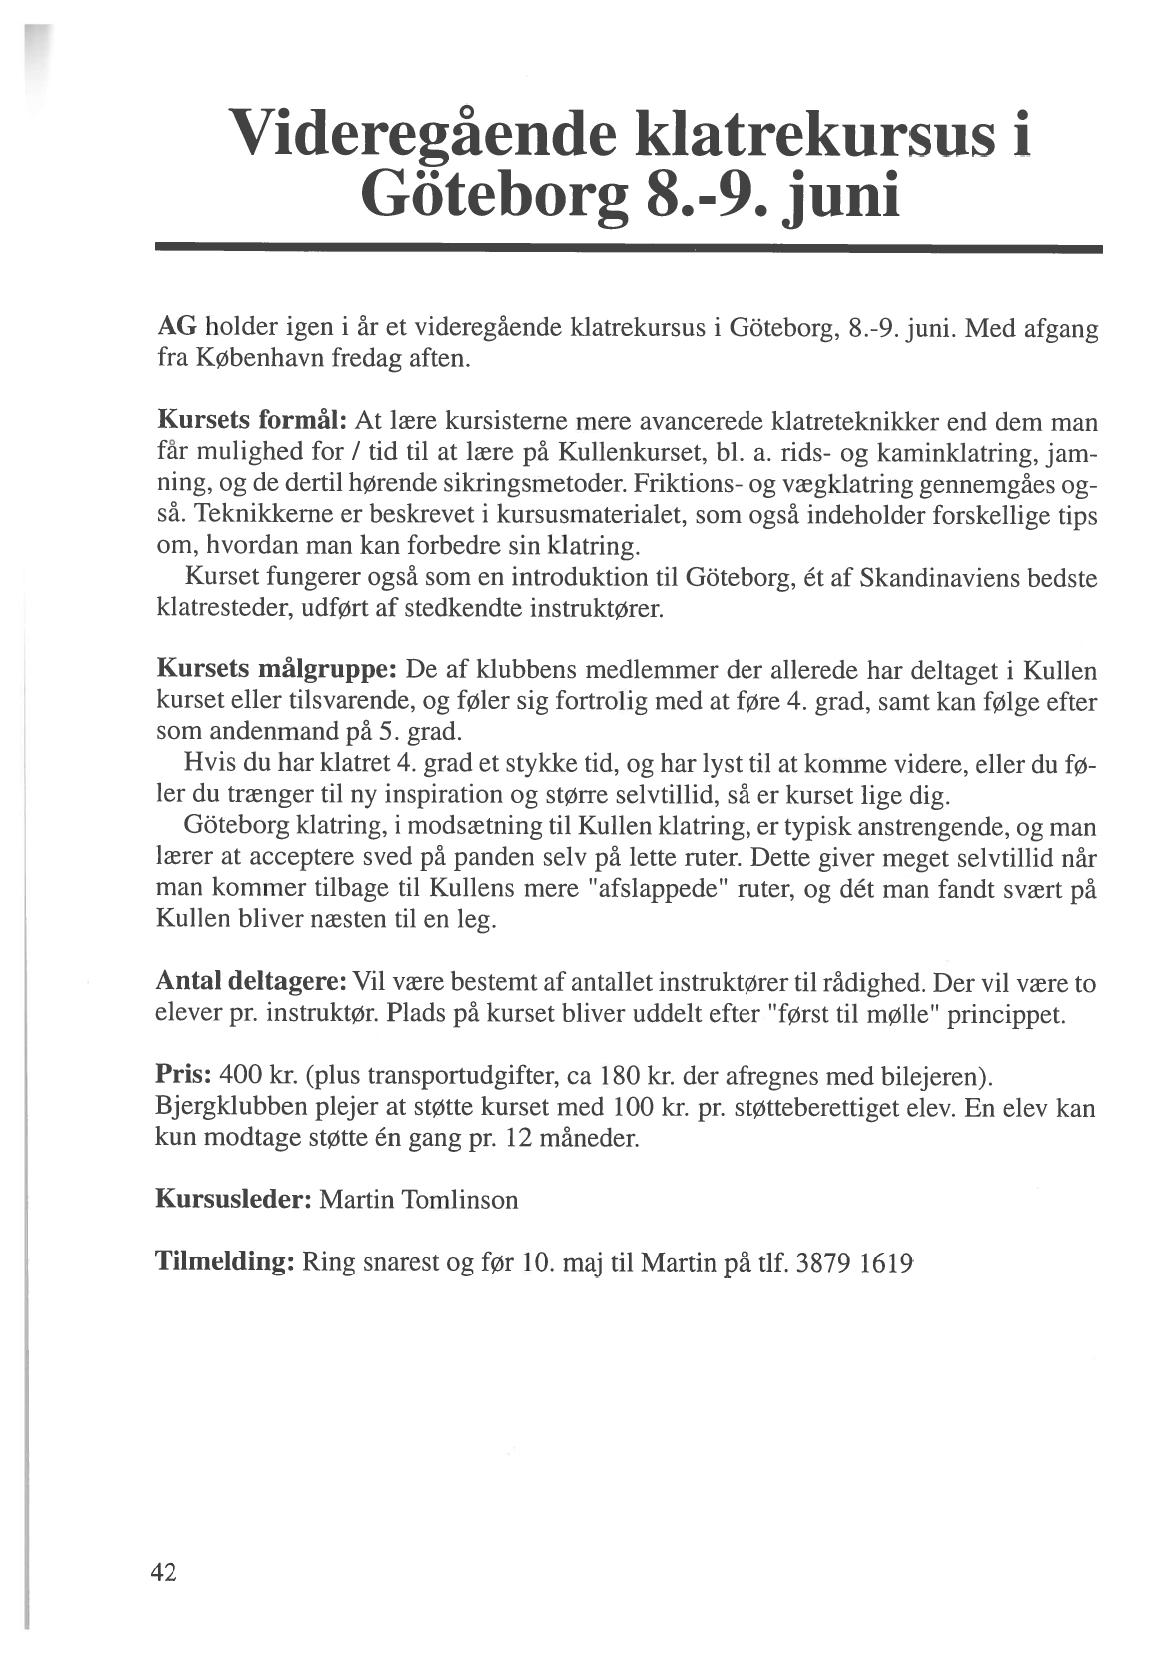 Videregående klatrekursus i
Göteborg 8.-9. juni
AG holder igen i år et videregående klatrekursus i Göteborg, 8.-9. juni. Med afgang
fra København fredag aften.
Kursets formål: At lære kursisterne mere avancerede klatreteknikker end dem man
får mulighed for / tid til at lære på Kullenkurset, bl. a. rids- og kaminklatring, jam-
ning, og de dertil hørende sikringsmetoder. Friktions- og vægklatring gennemgåes og-
så. Teknikkerne er beskrevet i kursusmaterialet, som også indeholder forskellige tips
om, hvordan man kan forbedre sin klatring.
Kurset fungerer også som en introduktion til Göteborg, ét af Skandinaviens bedste
klatresteder, udført af stedkendte instruktører.
Kursets målgruppe: De af klubbens medlemmer der allerede har deltaget i Kullen
kurset eller tilsvarende, og føler sig fortrolig med at føre 4. grad, samt kan følge efter
som andenmand på 5. grad.
Hvis du har klatret 4. grad et stykke tid, og har lyst til at komme videre, eller du fø-
ler du trænger til ny inspiration og større selvtillid, så er kurset lige dig.
Göteborg klatring, i modsætning til Kullen klatring, er typisk anstrengende, og man
lærer at acceptere sved på panden selv på lette ruter. Dette giver meget selvtillid når
man kommer tilbage til Kullens mere "afslappede" ruter, og dét man fandt svært på
Kullen bliver næsten til en leg.
Antal deltagere: Vil være bestemt af antallet instruktører til rådighed. Der vil være to
elever pr. instruktør. Plads på kurset bliver uddelt efter "først til mølle" princippet.
Pris: 400 kr. (plus transportudgifter, ca 180 kr. der afregnes med bilejeren).
Bjergklubben plejer at støtte kurset med 100 kr. pr. støtteberettiget elev. En elev kan
kun modtage støtte én gang pr. 12 måneder.
Kursusleder: Martin Tomlinson
Tilmelding: Ring snarest og før 10. maj til Martin på tlf. 3879 1619
42